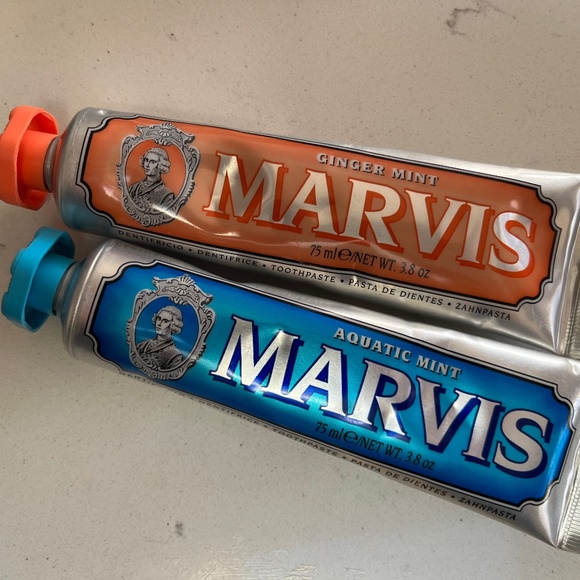 GINGER MINT
MARVIS
75 ml ℮/NET WT. 3.8 oz
DENTIFRICIO • DENTIFRICE • TOOTHPASTE • PASTA DE DIENTES • ZAHNPASTA
AQUATIC MINT
MARVIS
75 ml ℮/NET WT. 3.8 oz
DENTIFRICE • TOOTHPASTE • PASTA DE DIENTES • ZAHNPASTA